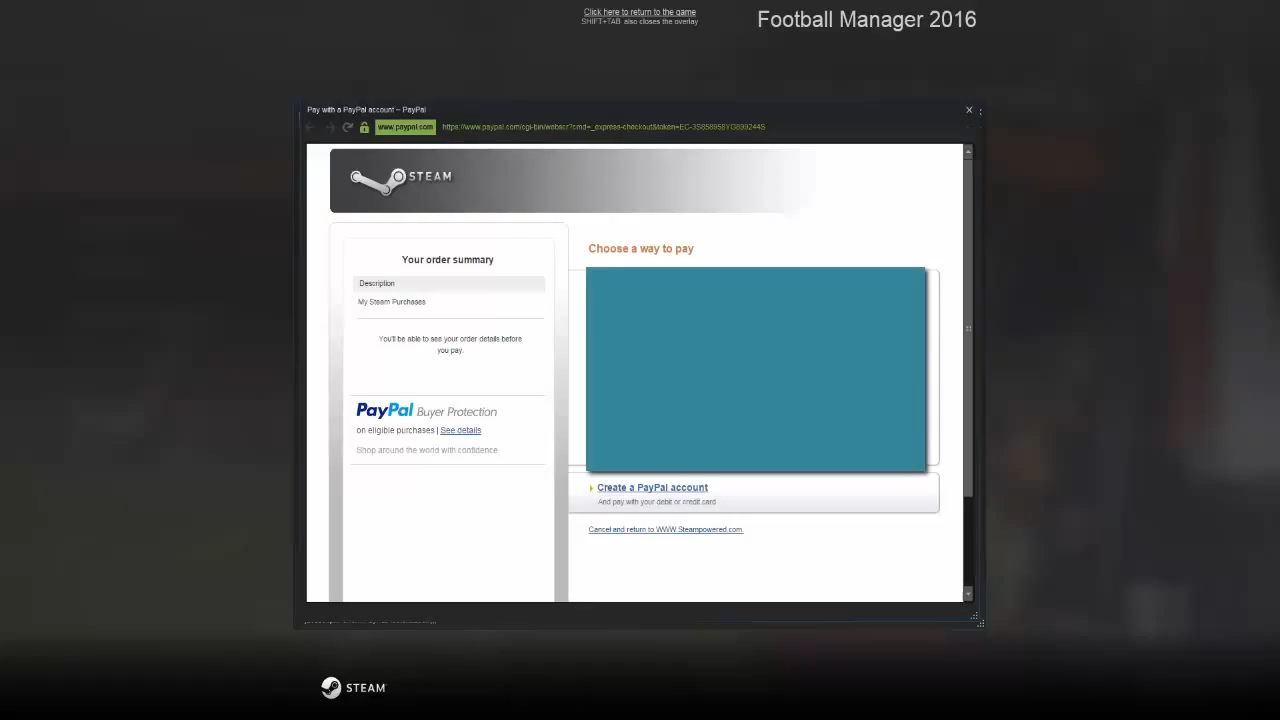 Click here to return to the game
SHIFT+TAB also closes the overlay
Football Manager 2016
Pay with a PayPal account – PayPal
www.paypal.com
Your order summary
Description
My Steam Purchases
You'll be able to see your order details before
you pay.
PayPal Buyer Protection
on eligible purchases | See details
Shop around the world with confidence
STEAM
Choose a way to pay
Create a PayPal account
And pay with your debit or credit card
Cancel and return to WWW.Steampowered.com.
STEAM